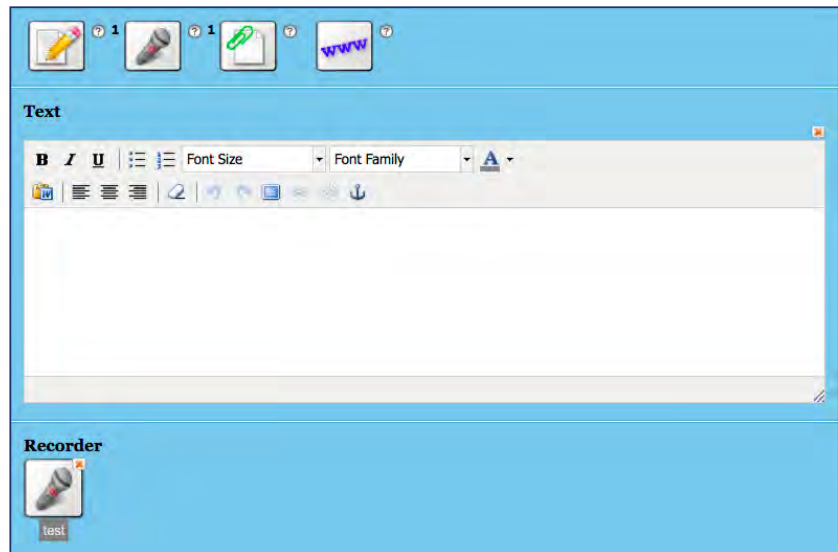 ? 1 ? 1 ? www ?
Text
B I U Font Size Font Family A
W
Recorder
test